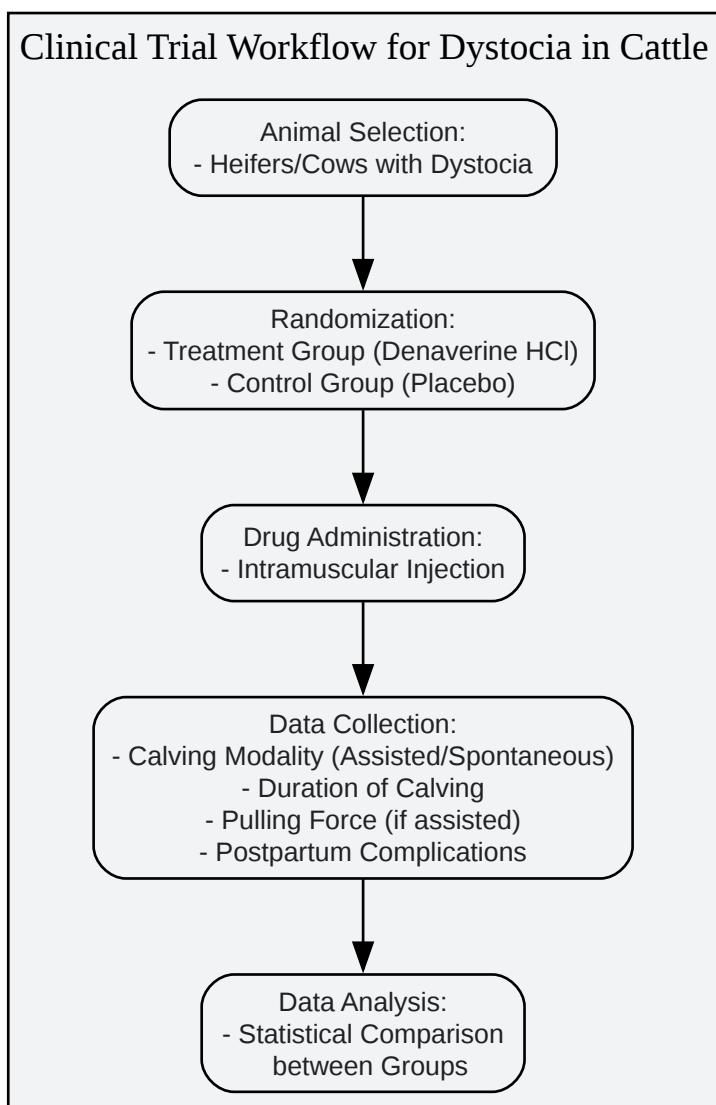 Clinical Trial Workflow for Dystocia in Cattle
Animal Selection:
- Heifers/Cows with Dystocia
Randomization:
- Treatment Group (Denaverine HCl)
- Control Group (Placebo)
Drug Administration:
- Intramuscular Injection
Data Collection:
- Calving Modality (Assisted/Spontaneous)
- Duration of Calving
- Pulling Force (if assisted)
- Postpartum Complications
Data Analysis:
- Statistical Comparison
between Groups